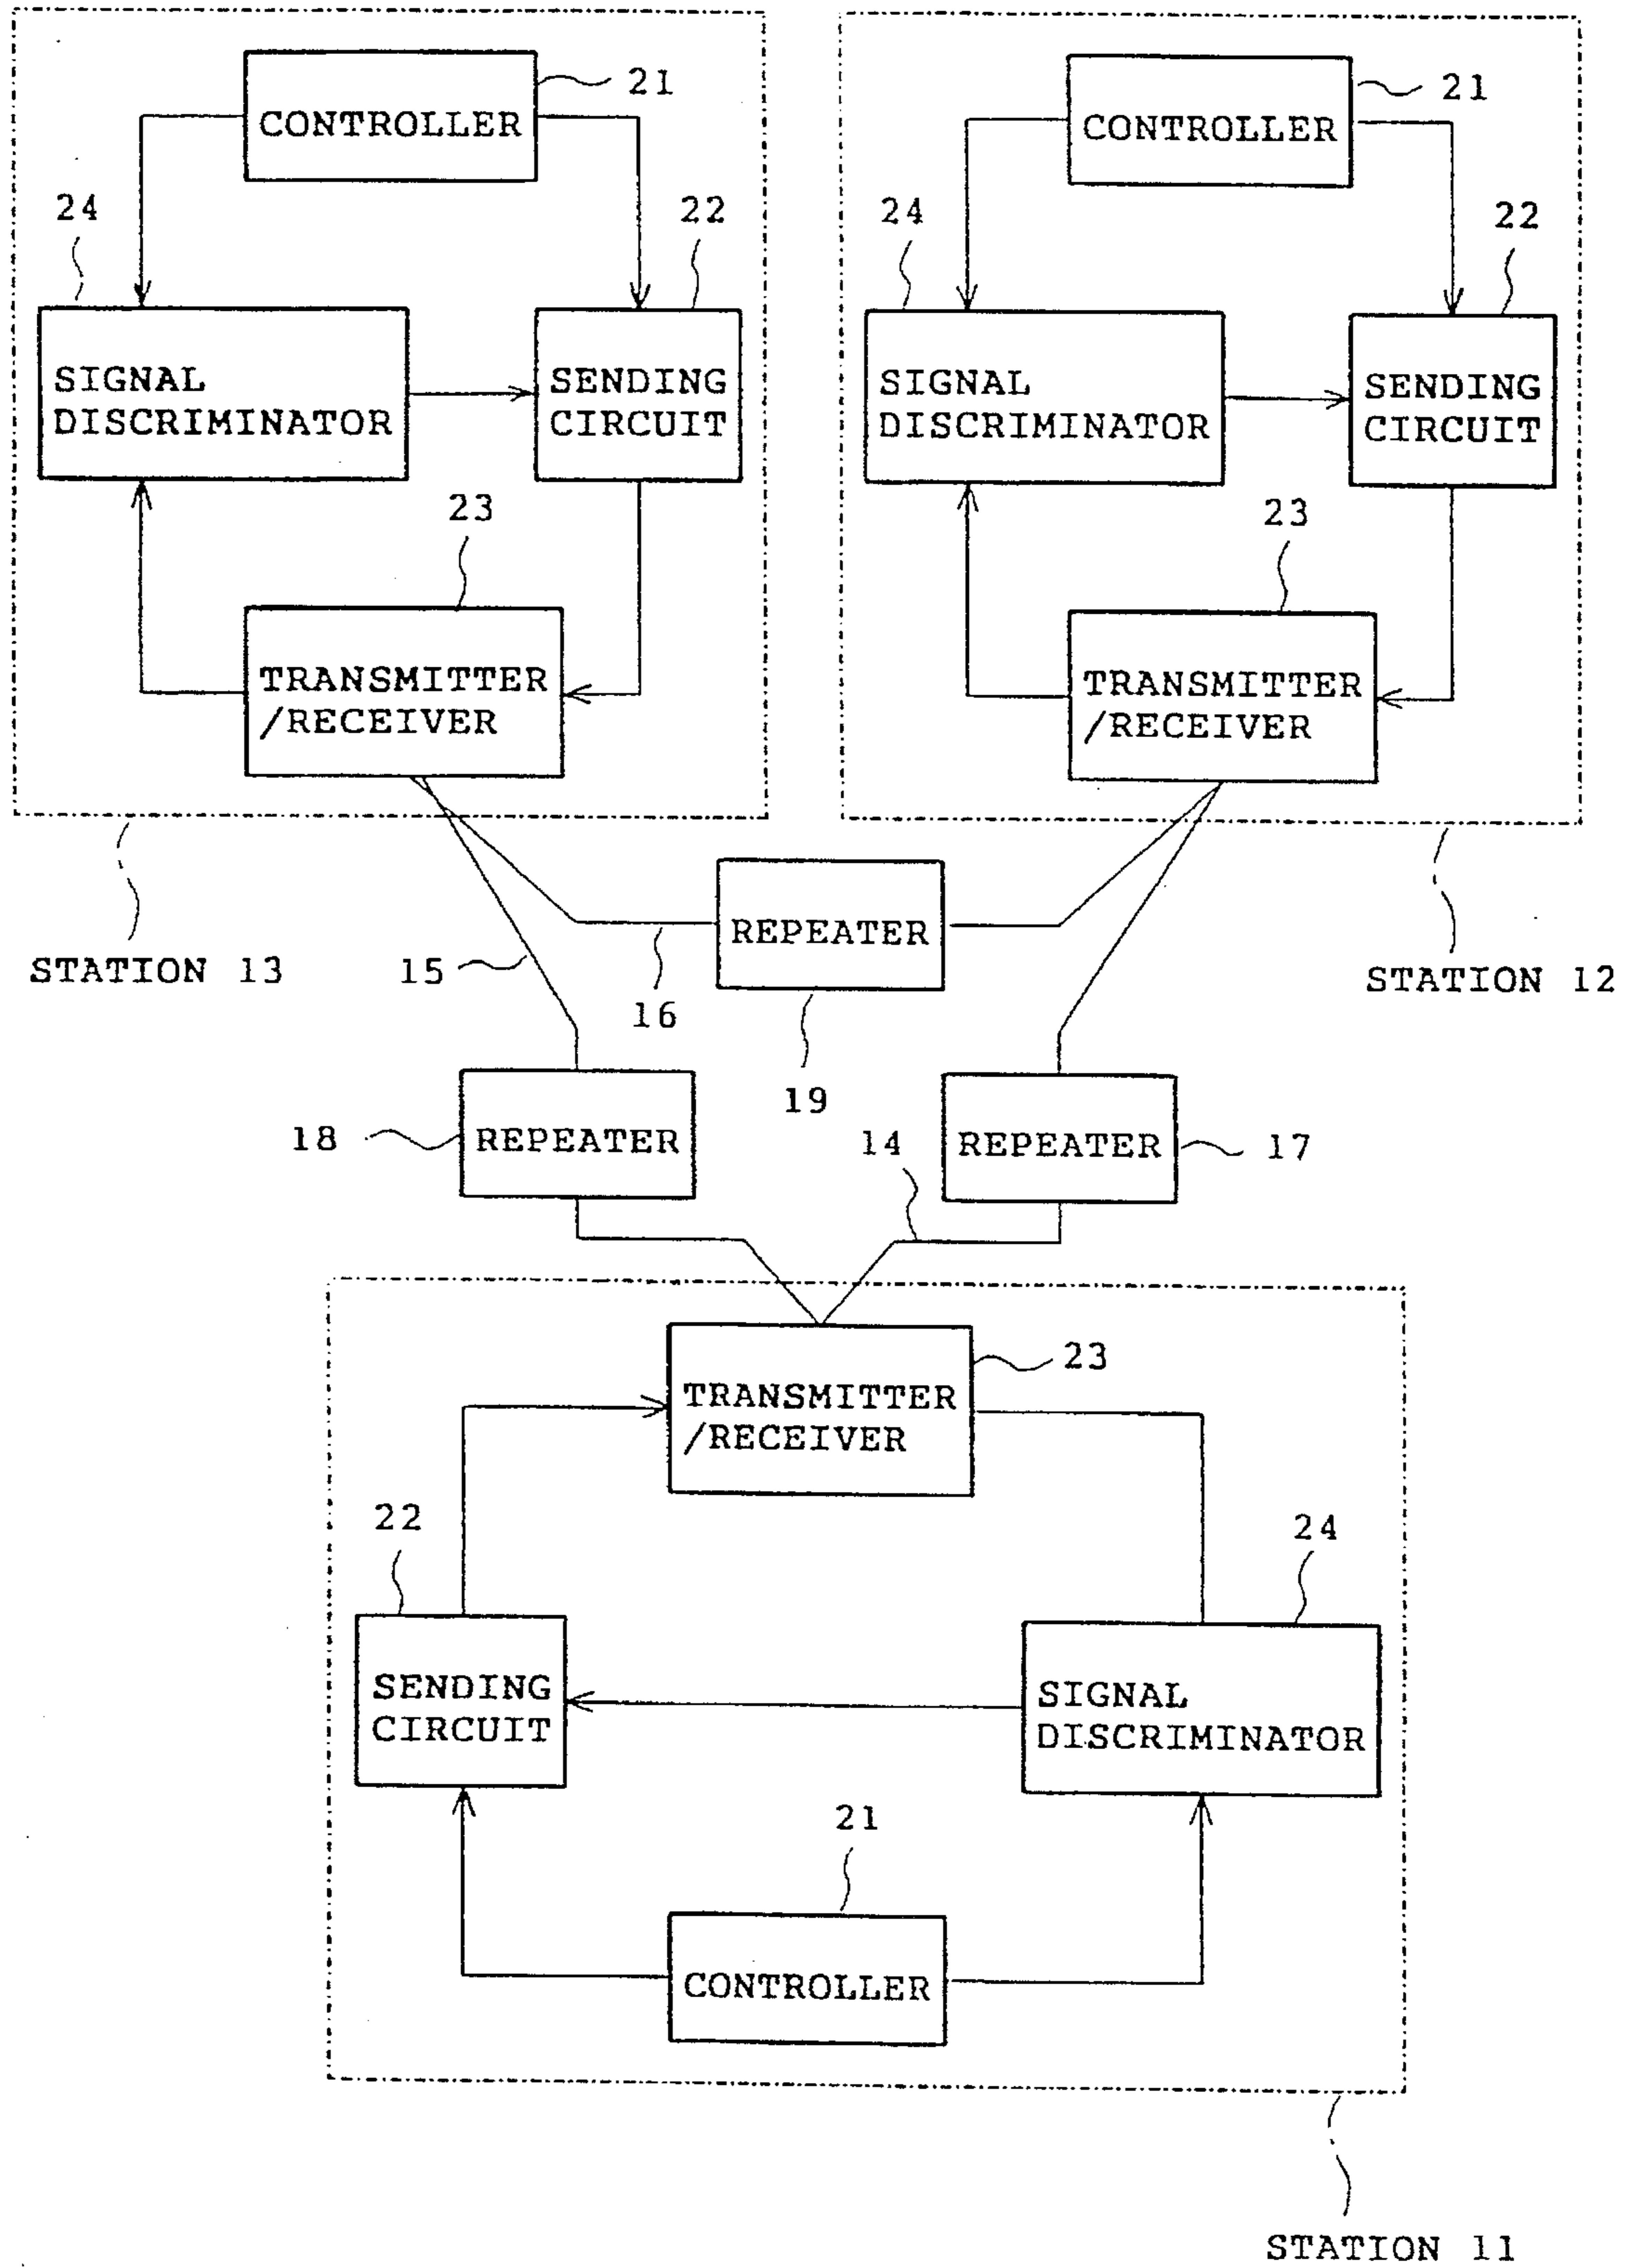 21
CONTROLLER
24
22
SIGNAL
DISCRIMINATOR
SENDING
CIRCUIT
23
TRANSMITTER
/RECEIVER
STATION 13
21
CONTROLLER
24
22
SIGNAL
DISCRIMINATOR
SENDING
CIRCUIT
23
TRANSMITTER
/RECEIVER
STATION 12
REPEATER
15
16
19
18
REPEATER
14
REPEATER
17
23
TRANSMITTER
/RECEIVER
22
24
SENDING
CIRCUIT
SIGNAL
DISCRIMINATOR
21
CONTROLLER
STATION 11